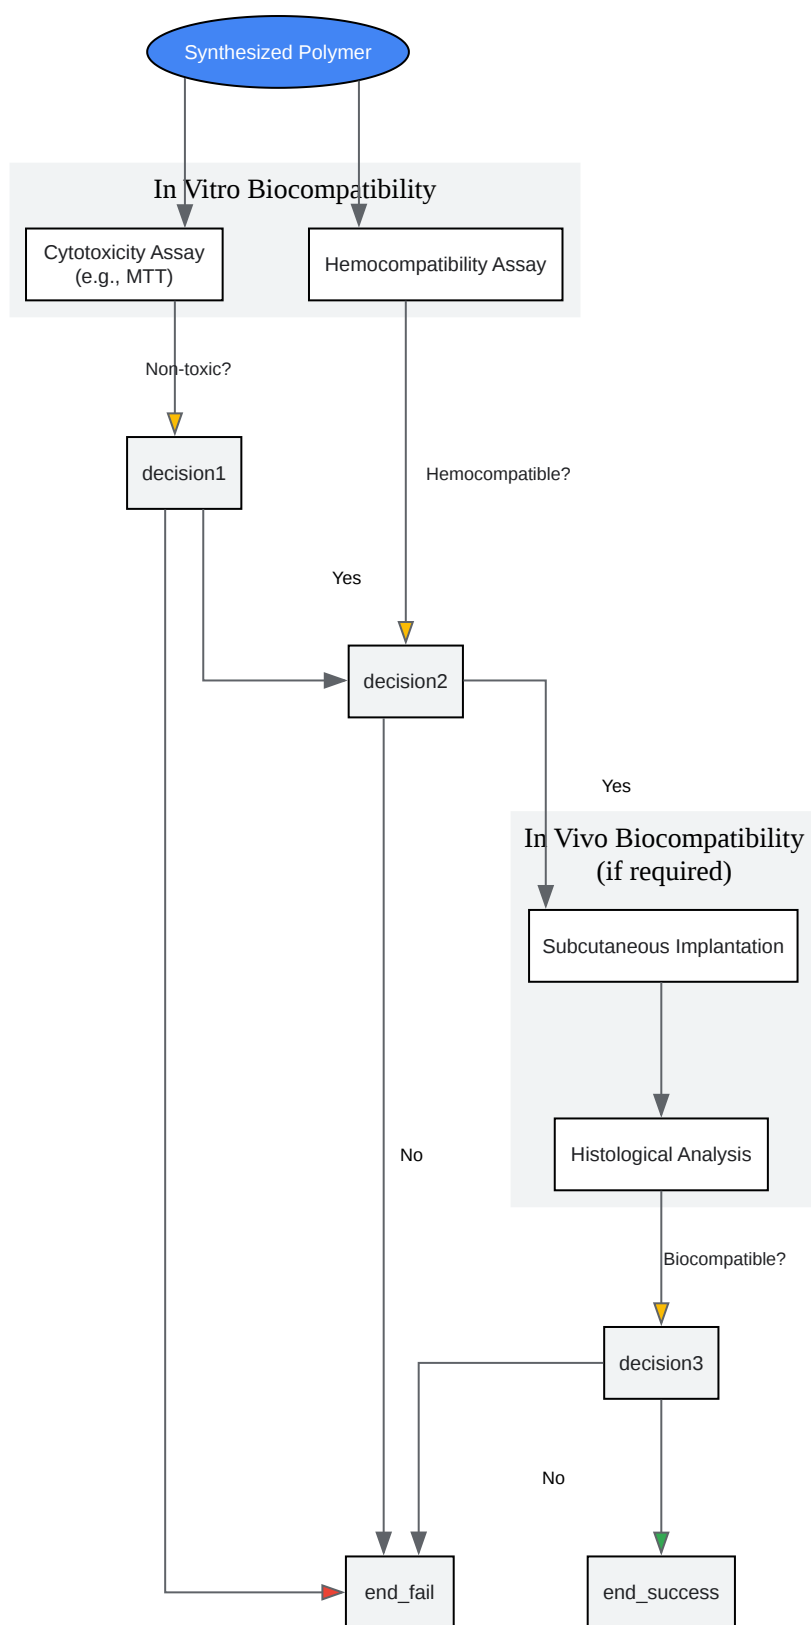 Synthesized Polymer
In Vitro Biocompatibility
Cytotoxicity Assay
(e.g., MTT)
Hemocompatibility Assay
Non-toxic?
decision1
Hemocompatible?
Yes
decision2
Yes
In Vivo Biocompatibility
(if required)
Subcutaneous Implantation
Histological Analysis
No
Biocompatible?
decision3
No
end_fail
end_success